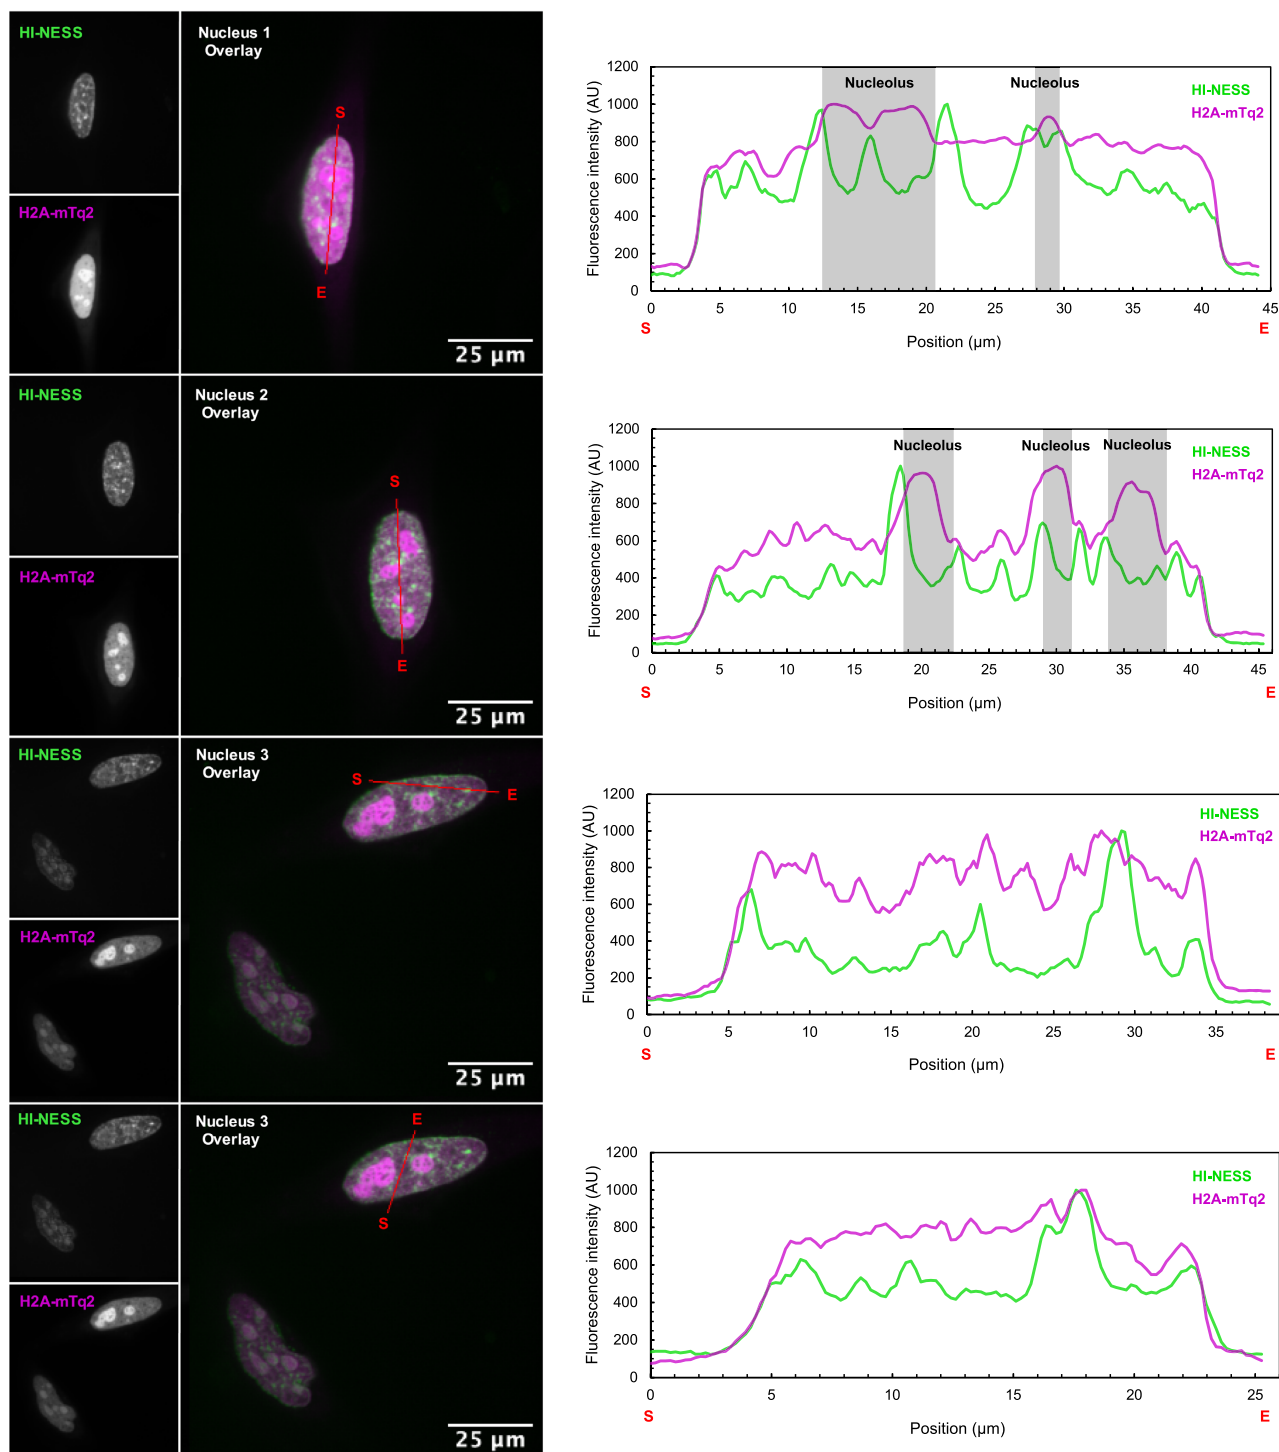 HI-NESS
H2A-mTq2
Nucleus 1
Overlay
S
E
25 µm
Fluorescence intensity (AU)
1200
1000
800
600
400
200
0
Nucleolus
Nucleolus
HI-NESS
H2A-mTq2
0 5 10 15 20 25 30 35 40 45
S E
Position (µm)
HI-NESS
H2A-mTq2
Nucleus 2
Overlay
S
E
25 µm
Fluorescence intensity (AU)
1200
1000
800
600
400
200
0
Nucleolus
Nucleolus
Nucleolus
HI-NESS
H2A-mTq2
0 5 10 15 20 25 30 35 40 45
S E
Position (µm)
HI-NESS
H2A-mTq2
Nucleus 3
Overlay
S
E
25 µm
Fluorescence intensity (AU)
1200
1000
800
600
400
200
0
HI-NESS
H2A-mTq2
0 5 10 15 20 25 30 35
S E
Position (µm)
HI-NESS
H2A-mTq2
Nucleus 3
Overlay
E
S
25 µm
Fluorescence intensity (AU)
1200
1000
800
600
400
200
0
HI-NESS
H2A-mTq2
0 5 10 15 20 25
S E
Position (µm)